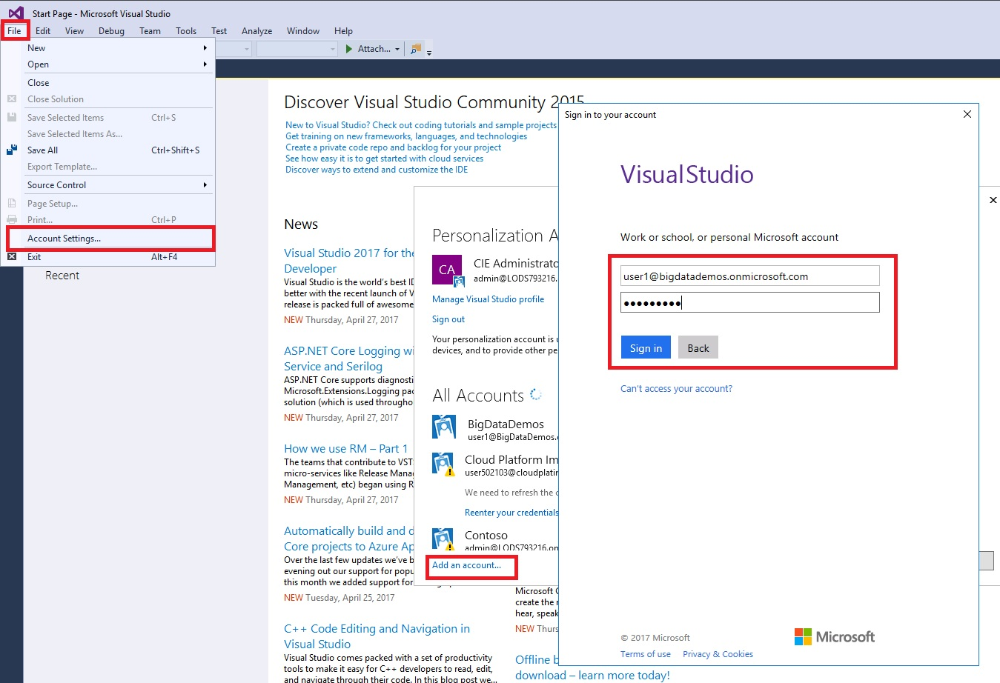 Start Page - Microsoft Visual Studio
File Edit View Debug Team Tools Test Analyze Window Help
Attach...
New
Open
Close
Close Solution
Save Selected Items Ctrl+S
Save Selected Items As...
Save All Ctrl+Shift+S
Export Template...
Source Control
Page Setup...
Print... Ctrl+P
Account Settings...
Exit Alt+F4
Recent
Discover Visual Studio Community 2015
New to Visual Studio? Check out coding tutorials and sample projects
Get training on new frameworks, languages, and technologies
Create a private code repo and backlog for your project
See how easy it is to get started with cloud services
Discover ways to extend and customize the IDE
News
Visual Studio 2017 for the
Developer
Visual Studio is the world's best ID
better with the recent launch of V
release is packed full of awesome
NEW Thursday, April 27, 2017
ASP.NET Core Logging wi
Service and Serilog
ASP.NET Core supports diagnosti
Microsoft.Extensions.Logging pac
solution (which is used throughou
NEW Thursday, April 27, 2017
How we use RM – Part 1
The teams that contribute to VST
micro-services like Release Manag
Management, etc) began using R
NEW Thursday, April 27, 2017
Automatically build and d
Core projects to Azure Ap
Over the last few updates we've b
evening out our support for popu
this month we added support for
NEW Tuesday, April 25, 2017
C++ Code Editing and Navigation in
Visual Studio
Visual Studio comes packed with a set of productivity
tools to make it easy for C++ developers to read, edit,
and navigate through their code. In this blog post we...
Microsoft C
create the r
hear, speak
NEW Thurs
Offline b
download – learn more today!
Personalization A
CA
CIE Administrato
admin@LODS793216.
Manage Visual Studio profile
Sign out
Your personalization account is u
devices, and to provide other pe
All Accounts
BigDataDemos
user1@BigDataDemos.
Cloud Platform Im
user502103@cloudplatin
We need to refresh the c
Reenter your credentials
Contoso
admin@LODS793216.on
Add an account...
Sign in to your account
Visual Studio
Work or school, or personal Microsoft account
user1@bigdatademos.onmicrosoft.com
●●●●●●●●●
Sign in Back
Can't access your account?
© 2017 Microsoft
Microsoft
Terms of use Privacy & Cookies